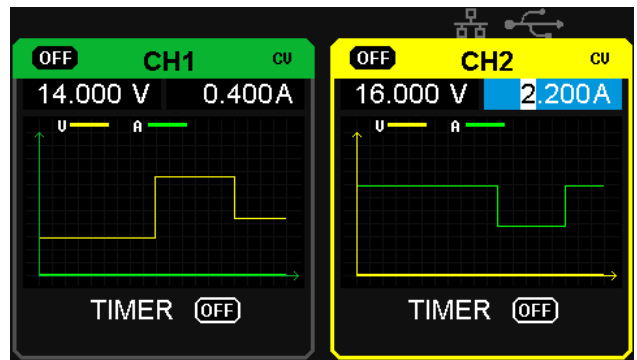 OFF CH1 CV
14.000 V 0.400A
V A
TIMER OFF
OFF CH2 CV
16.000 V 2.200A
V A
TIMER OFF